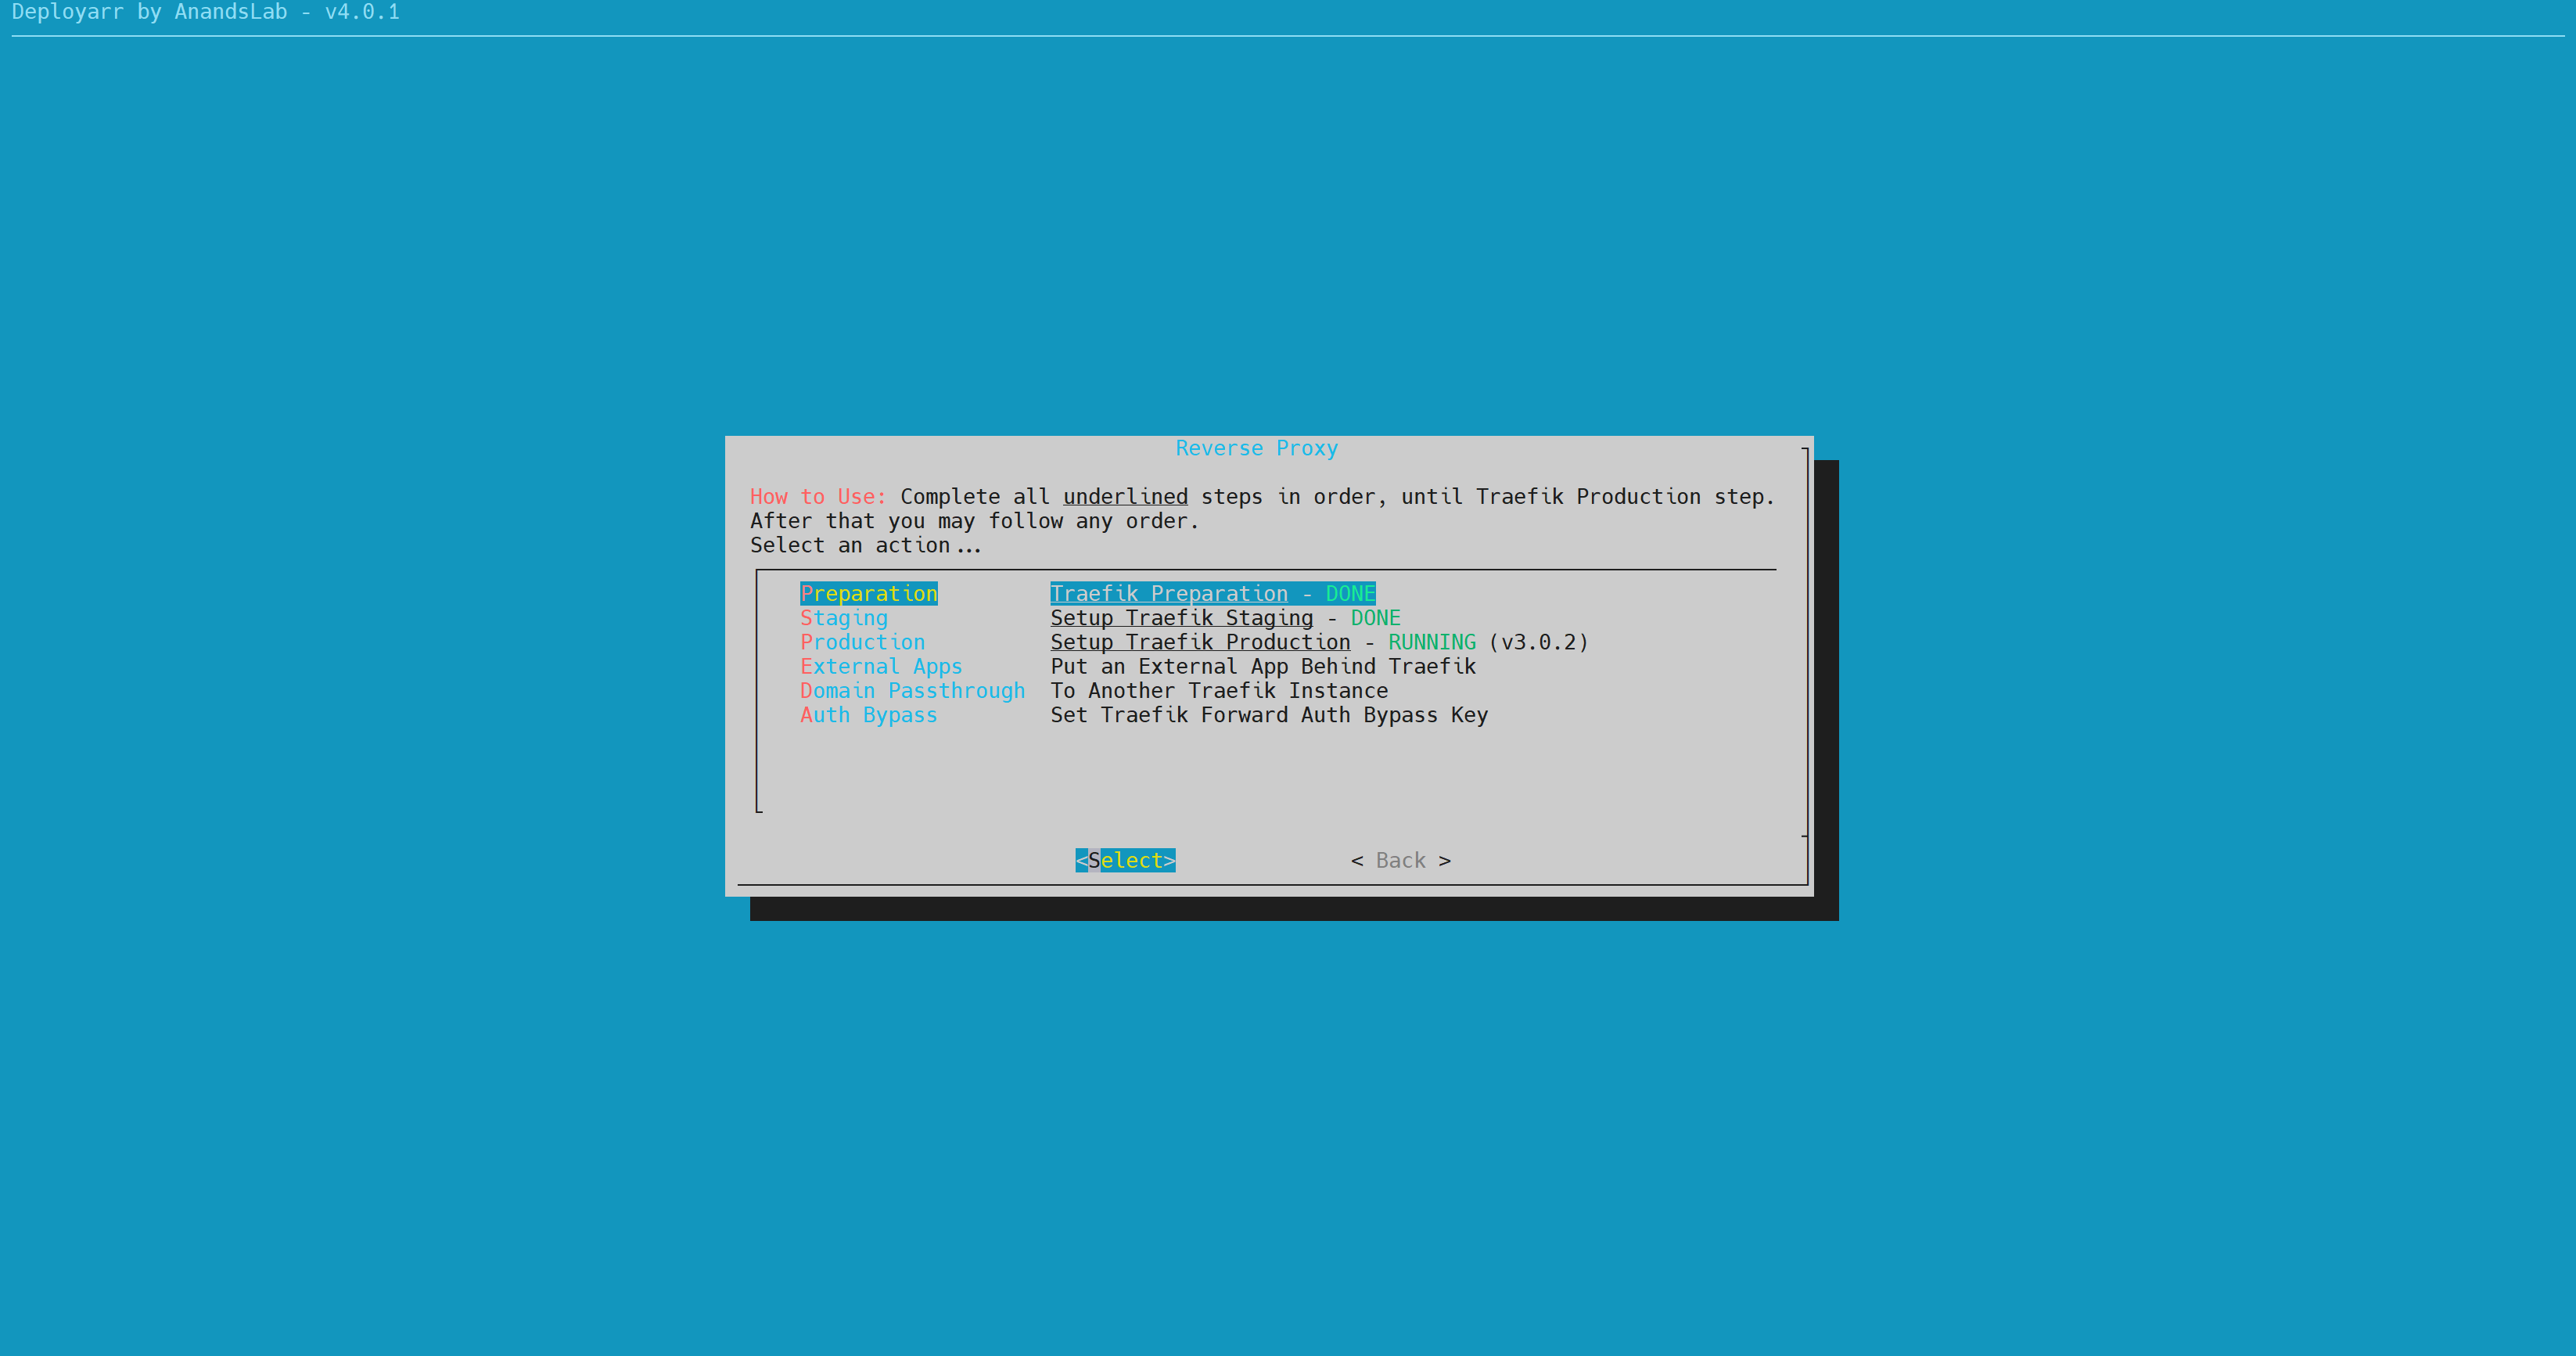 Deployarr by AnandsLab - v4.0.1
Reverse Proxy
How to Use: Complete all underlined steps in order, until Traefik Production step.
After that you may follow any order.
Select an action...
Preparation Traefik Preparation - DONE
Staging Setup Traefik Staging - DONE
Production Setup Traefik Production - RUNNING (v3.0.2)
External Apps Put an External App Behind Traefik
Domain Passthrough To Another Traefik Instance
Auth Bypass Set Traefik Forward Auth Bypass Key
<Select> < Back >